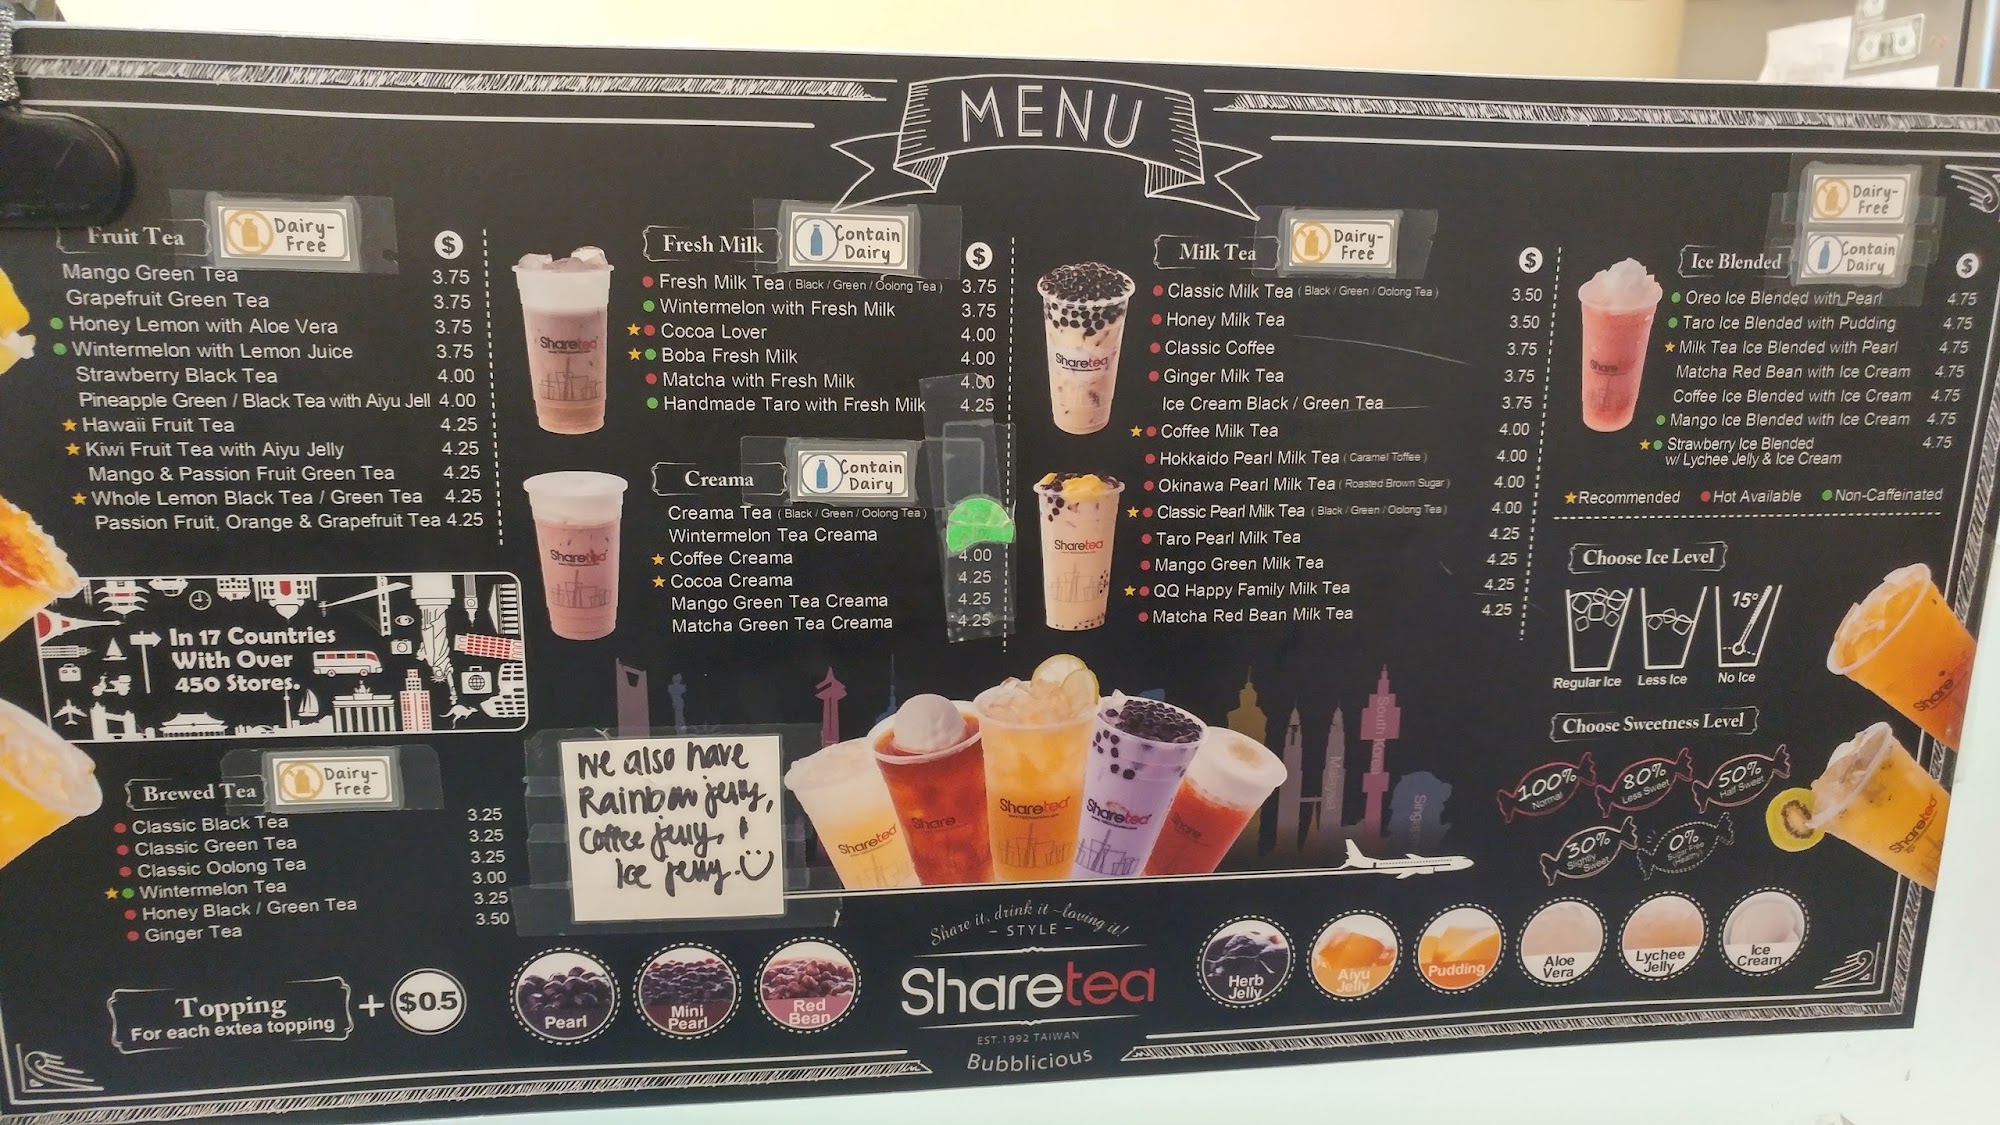 MENU
Fruit Tea
Dairy-
Free
$
Mango Green Tea 3.75
Grapefruit Green Tea 3.75
Honey Lemon with Aloe Vera 3.75
Wintermelon with Lemon Juice 3.75
Strawberry Black Tea 4.00
Pineapple Green / Black Tea with Aiyu Jell 4.00
Hawaii Fruit Tea 4.25
Kiwi Fruit Tea with Aiyu Jelly 4.25
Mango & Passion Fruit Green Tea 4.25
Whole Lemon Black Tea / Green Tea 4.25
Passion Fruit, Orange & Grapefruit Tea 4.25
In 17 Countries
With Over
450 Stores.
Brewed Tea
Dairy-
Free
Classic Black Tea 3.25
Classic Green Tea 3.25
Classic Oolong Tea 3.25
Wintermelon Tea 3.00
Honey Black / Green Tea 3.25
Ginger Tea 3.50
Fresh Milk
Contain
Dairy
$
Fresh Milk Tea ( Black / Green / Oolong Tea ) 3.75
Wintermelon with Fresh Milk 3.75
Cocoa Lover 4.00
Boba Fresh Milk 4.00
Matcha with Fresh Milk 4.00
Handmade Taro with Fresh Milk 4.25
Sharetea
Creama
Contain
Dairy
Creama Tea ( Black / Green / Oolong Tea )
Wintermelon Tea Creama
Coffee Creama 4.00
Cocoa Creama 4.25
Mango Green Tea Creama 4.25
Matcha Green Tea Creama 4.25
Sharetea
Milk Tea
Dairy-
Free
$
Classic Milk Tea ( Black / Green / Oolong Tea ) 3.50
Honey Milk Tea 3.50
Classic Coffee 3.75
Ginger Milk Tea 3.75
Ice Cream Black / Green Tea 3.75
Coffee Milk Tea 4.00
Hokkaido Pearl Milk Tea ( Caramel Toffee ) 4.00
Okinawa Pearl Milk Tea ( Roasted Brown Sugar ) 4.00
Classic Pearl Milk Tea ( Black / Green / Oolong Tea ) 4.00
Taro Pearl Milk Tea 4.25
Mango Green Milk Tea 4.25
QQ Happy Family Milk Tea 4.25
Matcha Red Bean Milk Tea 4.25
Sharetea
Sharetea
Ice Blended
Dairy-
Free
Contain
Dairy
$
Oreo Ice Blended with Pearl 4.75
Taro Ice Blended with Pudding 4.75
Milk Tea Ice Blended with Pearl 4.75
Matcha Red Bean with Ice Cream 4.75
Coffee Ice Blended with Ice Cream 4.75
Mango Ice Blended with Ice Cream 4.75
Strawberry Ice Blended 4.75
w/ Lychee Jelly & Ice Cream
Share
Recommended Hot Available Non-Caffeinated
Choose Ice Level
15°
Regular Ice Less Ice No Ice
Choose Sweetness Level
100%
Normal
80%
Less Sweet
50%
Half Sweet
30%
Slightly
Sweet
0%
Sugar Free
(Healthy)
We also have
Rainbow jelly,
Coffee jelly, &
Ice jelly.
Sharetea
Share
Sharetea
Sharetea
Share
South Korea
Malaysia
Share
Sharetea
Topping
For each extea topping
+ $0.5
Pearl
Mini
Pearl
Red
Bean
Share it, drink it - loving it!
- STYLE -
Sharetea
EST.1992 TAIWAN
Bubblicious
Herb
Jelly
Aiyu
Jelly
Pudding
Aloe
Vera
Lychee
Jelly
Ice
Cream